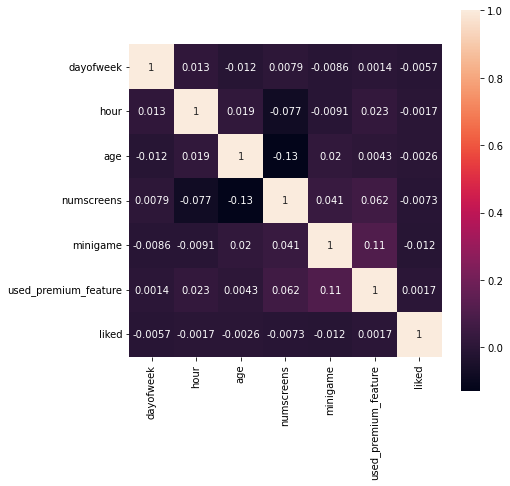 dayofweek 1 0.013 -0.012 0.0079 -0.0086 0.0014 -0.0057
hour 0.013 1 0.019 -0.077 -0.0091 0.023 -0.0017
age -0.012 0.019 1 -0.13 0.02 0.0043 -0.0026
numscreens 0.0079 -0.077 -0.13 1 0.041 0.062 -0.0073
minigame -0.0086 -0.0091 0.02 0.041 1 0.11 -0.012
used_premium_feature 0.0014 0.023 0.0043 0.062 0.11 1 0.0017
liked -0.0057 -0.0017 -0.0026 -0.0073 -0.012 0.0017 1
dayofweek
hour
age
numscreens
minigame
used_premium_feature
liked
1.0
0.8
0.6
0.4
0.2
0.0